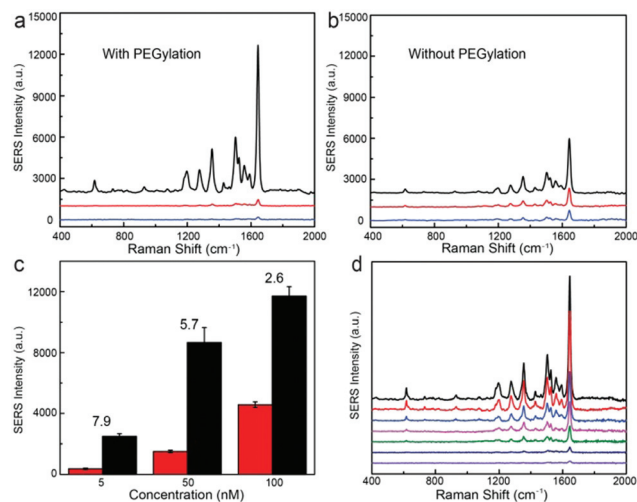 a
With PEGylation
SERS Intensity (a.u.)
15000
12000
9000
6000
3000
0
400 800 1200 1600 2000
Raman Shift (cm⁻¹)
b
Without PEGylation
SERS Intensity (a.u.)
15000
12000
9000
6000
3000
0
400 800 1200 1600 2000
Raman Shift (cm⁻¹)
c
SERS Intensity (a.u.)
12000
8000
4000
0
7.9
5.7
2.6
5 50 100
Concentration (nM)
d
SERS Intensity (a.u.)
400 800 1200 1600 2000
Raman Shift (cm⁻¹)